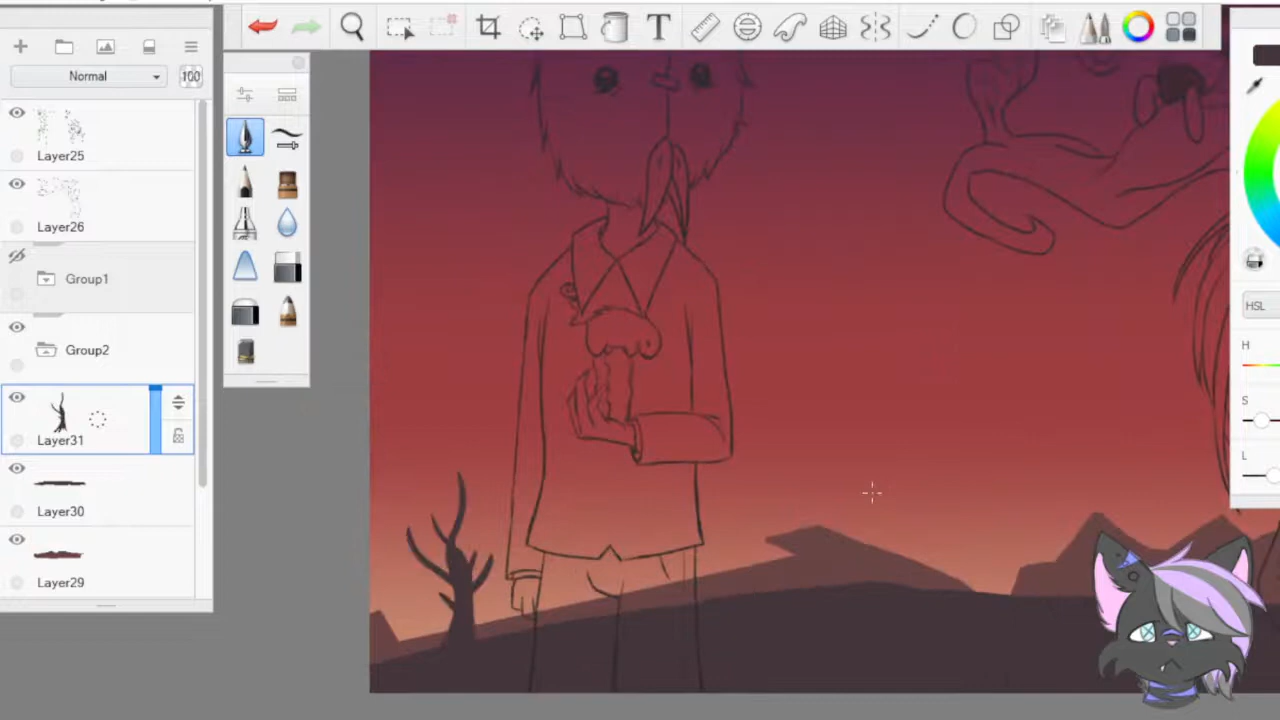 Normal
100
Layer25
Layer26
Group1
Group2
Layer31
Layer30
Layer29
T
HSL
H
S
L